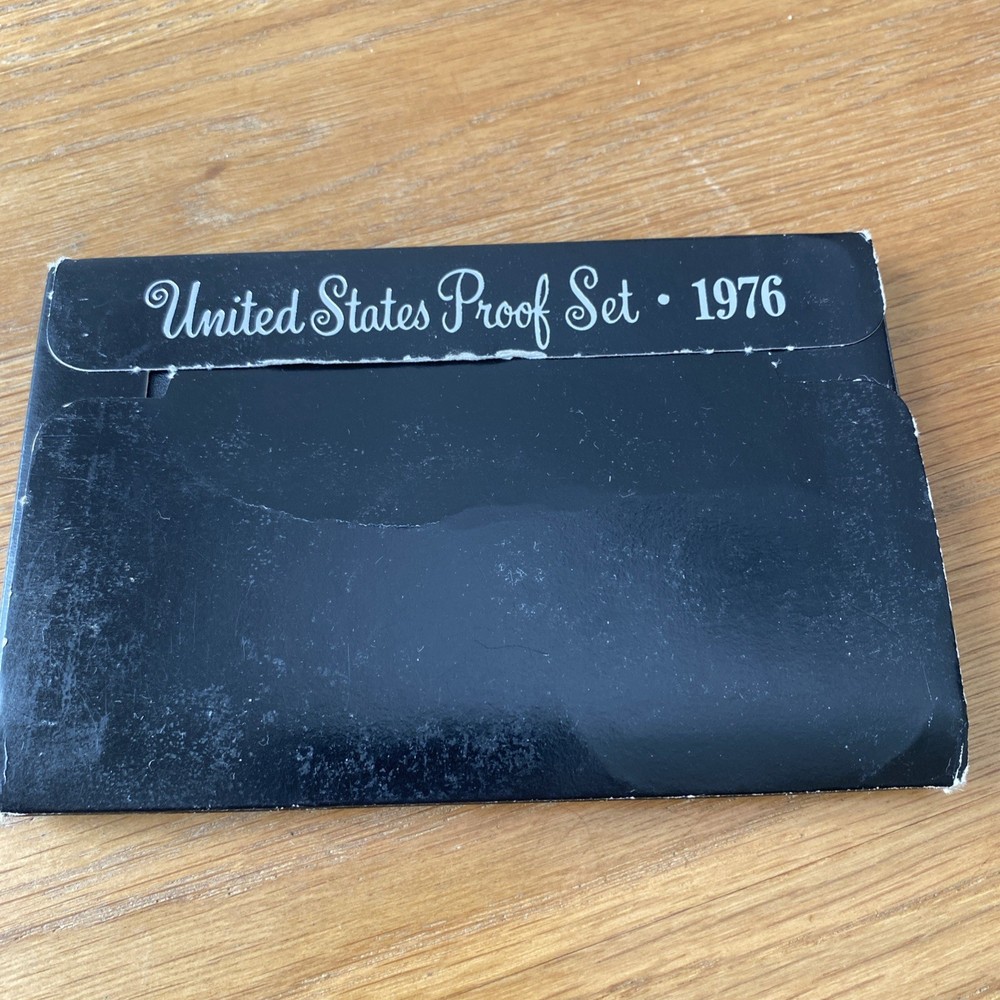 United States Proof Set · 1976